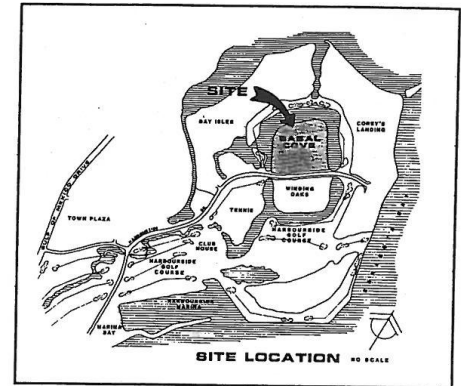 SITE
BAY ISLES
COREY'S
LANDING
SABAL
COVE
WINDING
OAKS
TENNIS
TOWN PLAZA
HARBOURSIDE
GOLF
COURSE
CLUB
HOUSE
HARBOURSIDE
GOLF
COURSE
HARBOURSIDE
MARINA
MARINA
BAY
SITE LOCATION NO SCALE